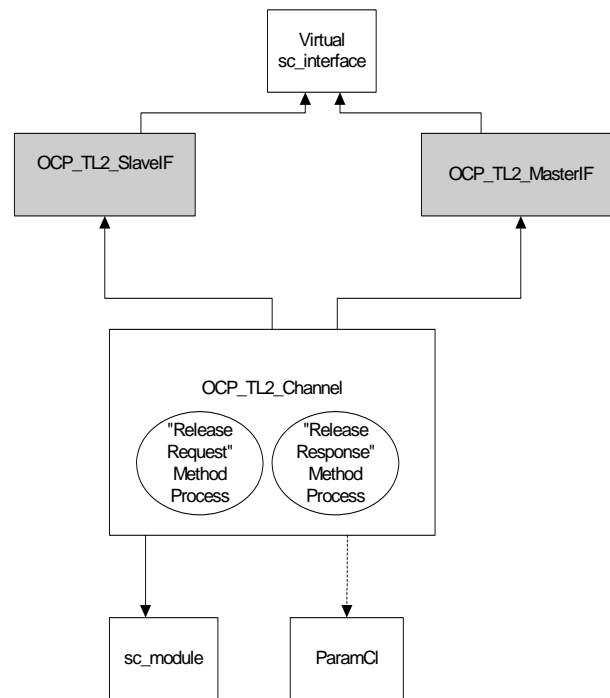 Virtual
sc_interface
OCP_TL2_SlaveIF
OCP_TL2_MasterIF
OCP_TL2_Channel
"Release
Request"
Method
Process
"Release
Response"
Method
Process
sc_module
ParamCl